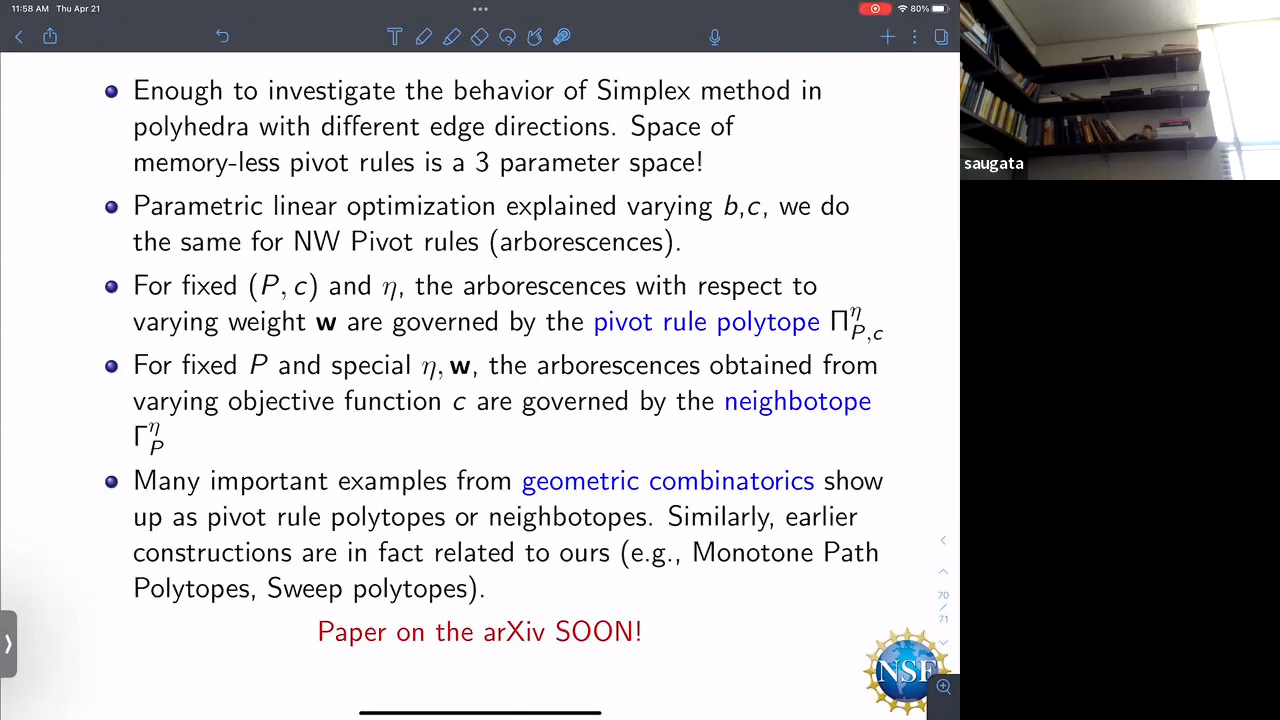 11:58 AM Thu Apr 21
80%
Enough to investigate the behavior of Simplex method in
polyhedra with different edge directions. Space of
memory-less pivot rules is a 3 parameter space!
Parametric linear optimization explained varying b,c, we do
the same for NW Pivot rules (arborescences).
For fixed (P, c) and η, the arborescences with respect to
varying weight w are governed by the pivot rule polytope Π^η_{P,c}
For fixed P and special η, w, the arborescences obtained from
varying objective function c are governed by the neighbotope
Γ^η_P
Many important examples from geometric combinatorics show
up as pivot rule polytopes or neighbotopes. Similarly, earlier
constructions are in fact related to ours (e.g., Monotone Path
Polytopes, Sweep polytopes).
Paper on the arXiv SOON!
70
/
71
NSF
saugata